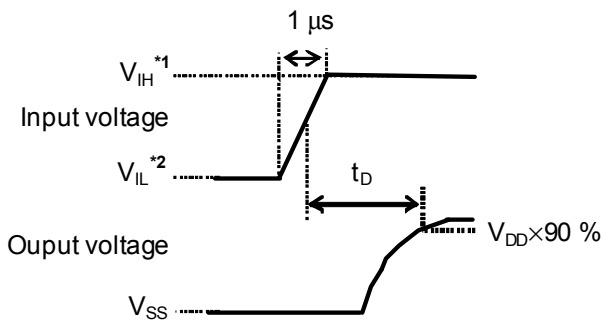 1 μs
V_IH*1
Input voltage
V_IL*2
t_D
Ouput voltage
V_DD×90 %
V_SS